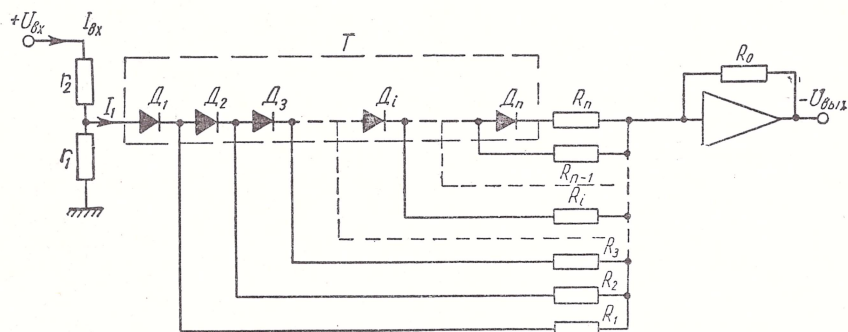 +Uвх
Iвх
r2
r1
I1
T
Д1
Д2
Д3
Дi
Дn
Rn
Rn-1
Ri
R3
R2
R1
R0
-Uвых